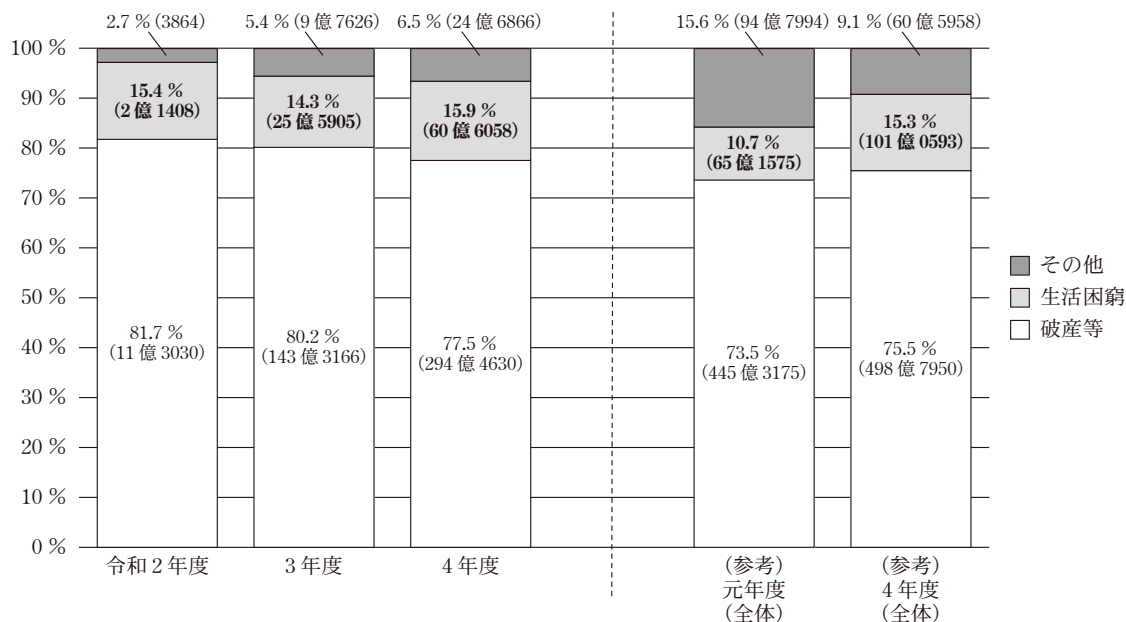 2.7 % (3864) 5.4 % (9 億 7626) 6.5 % (24 億 6866) 15.6 % (94 億 7994) 9.1 % (60 億 5958)
100 %
90 %
80 %
70 %
60 %
50 %
40 %
30 %
20 %
10 %
0 %
15.4 %
(2 億 1408)
14.3 %
(25 億 5905)
15.9 %
(60 億 6058)
10.7 %
(65 億 1575)
15.3 %
(101 億 0593)
81.7 %
(11 億 3030)
80.2 %
(143 億 3166)
77.5 %
(294 億 4630)
73.5 %
(445 億 3175)
75.5 %
(498 億 7950)
その他
生活困窮
破産等
令和 2 年度
3 年度
4 年度
(参考)
元年度
(全体)
(参考)
4 年度
(全体)